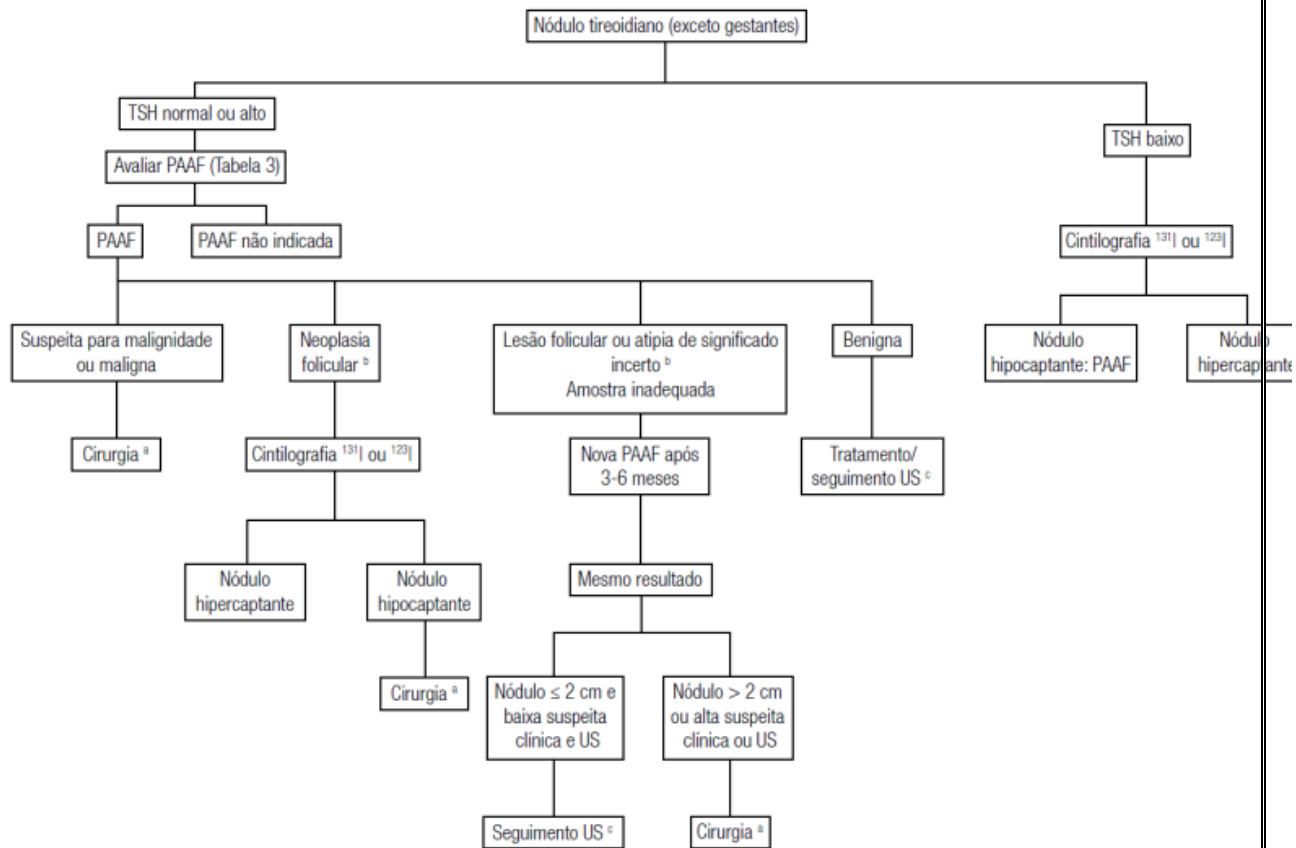 Nódulo tireoidiano (exceto gestantes)
TSH normal ou alto
TSH baixo
Avaliar PAAF (Tabela 3)
PAAF
PAAF não indicada
Cintilografia ¹³¹I ou ¹²³I
Suspeita para malignidade
ou maligna
Neoplasia
folicular ᵇ
Lesão folicular ou atipia de significado
incerto ᵇ
Amostra inadequada
Benigna
Nódulo
hipocaptante: PAAF
Nódulo
hipercaptante
Cirurgia ᵃ
Cintilografia ¹³¹I ou ¹²³I
Nova PAAF após
3-6 meses
Tratamento/
seguimento US ᶜ
Nódulo
hipercaptante
Nódulo
hipocaptante
Mesmo resultado
Cirurgia ᵃ
Nódulo ≤ 2 cm e
baixa suspeita
clínica e US
Nódulo > 2 cm
ou alta suspeita
clínica ou US
Seguimento US ᶜ
Cirurgia ᵃ